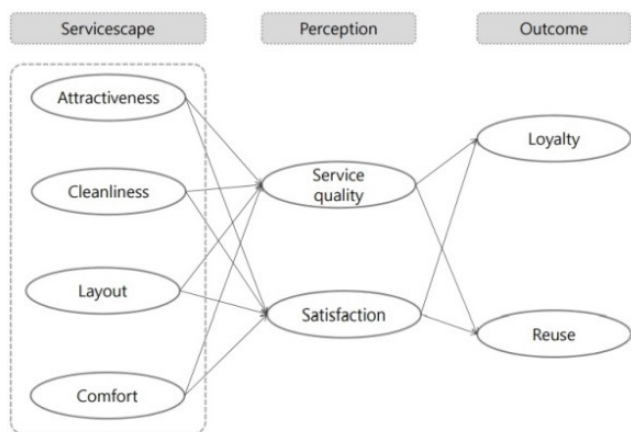 Servicescape
Perception
Outcome
Attractiveness
Cleanliness
Layout
Comfort
Service
quality
Satisfaction
Loyalty
Reuse